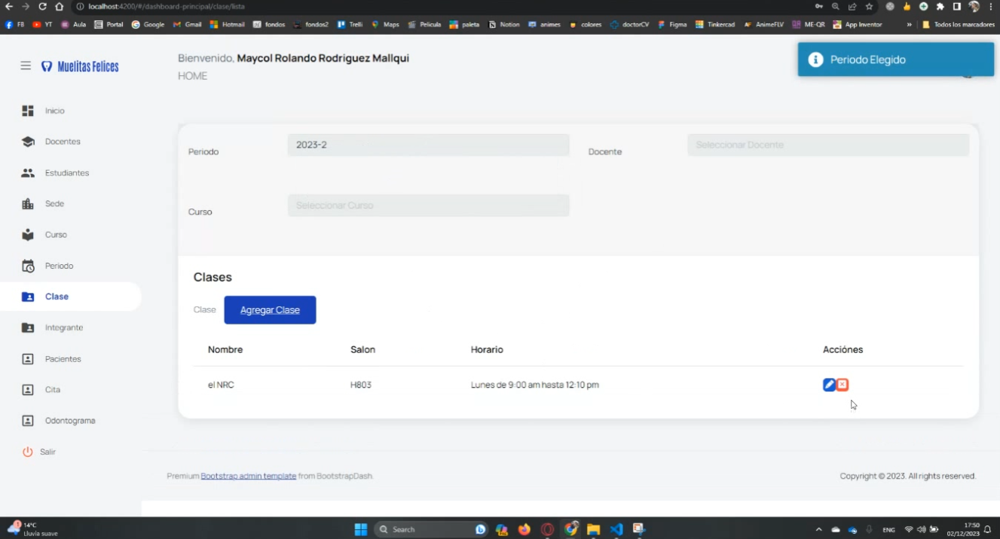 localhost:4200/#/dashboard-principal/clase/lista
FB YT Aula Portal Google Gmail Hotmail fondos fondos2 Trelli Maps Pelicula paleta Notion animes colores doctorCV Figma Tinkercad AnimeFLV ME-QR App Inventor » Todos los marcadores
Muelitas Felices
Bienvenido, Maycol Rolando Rodriguez Mallqui
HOME
Periodo Elegido
Inicio
Docentes
Estudiantes
Sede
Curso
Periodo
Clase
Integrante
Pacientes
Cita
Odontograma
Salir
Periodo 2023-2 Docente Seleccionar Docente
Curso Seleccionar Curso
Clases
Clase Agregar Clase
Nombre Salon Horario Acciónes
el NRC H803 Lunes de 9:00 am hasta 12:10 pm
Premium Bootstrap admin template from BootstrapDash. Copyright © 2023. All rights reserved.
1 14°C
Lluvia suave
Search
ENG
17:50
02/12/2023